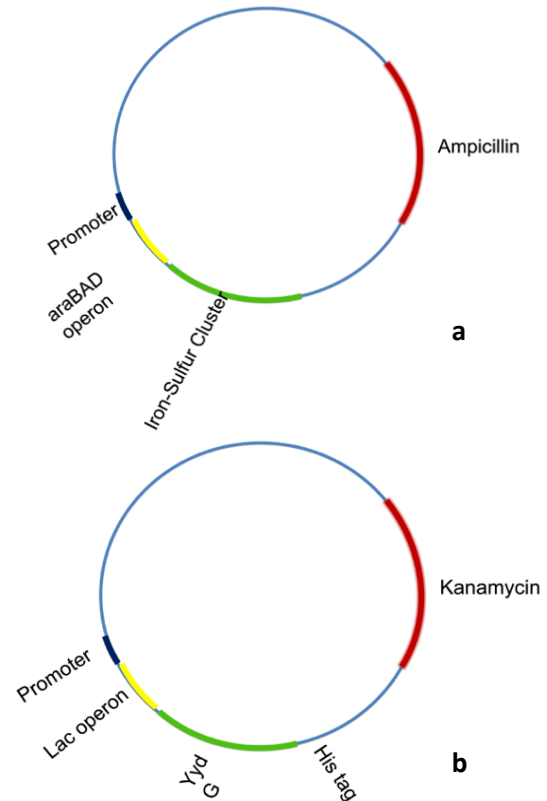 Ampicillin
Promoter
araBAD
operon
Iron-Sulfur Cluster
a
Kanamycin
Promoter
Lac operon
Yyd
G
His tag
b